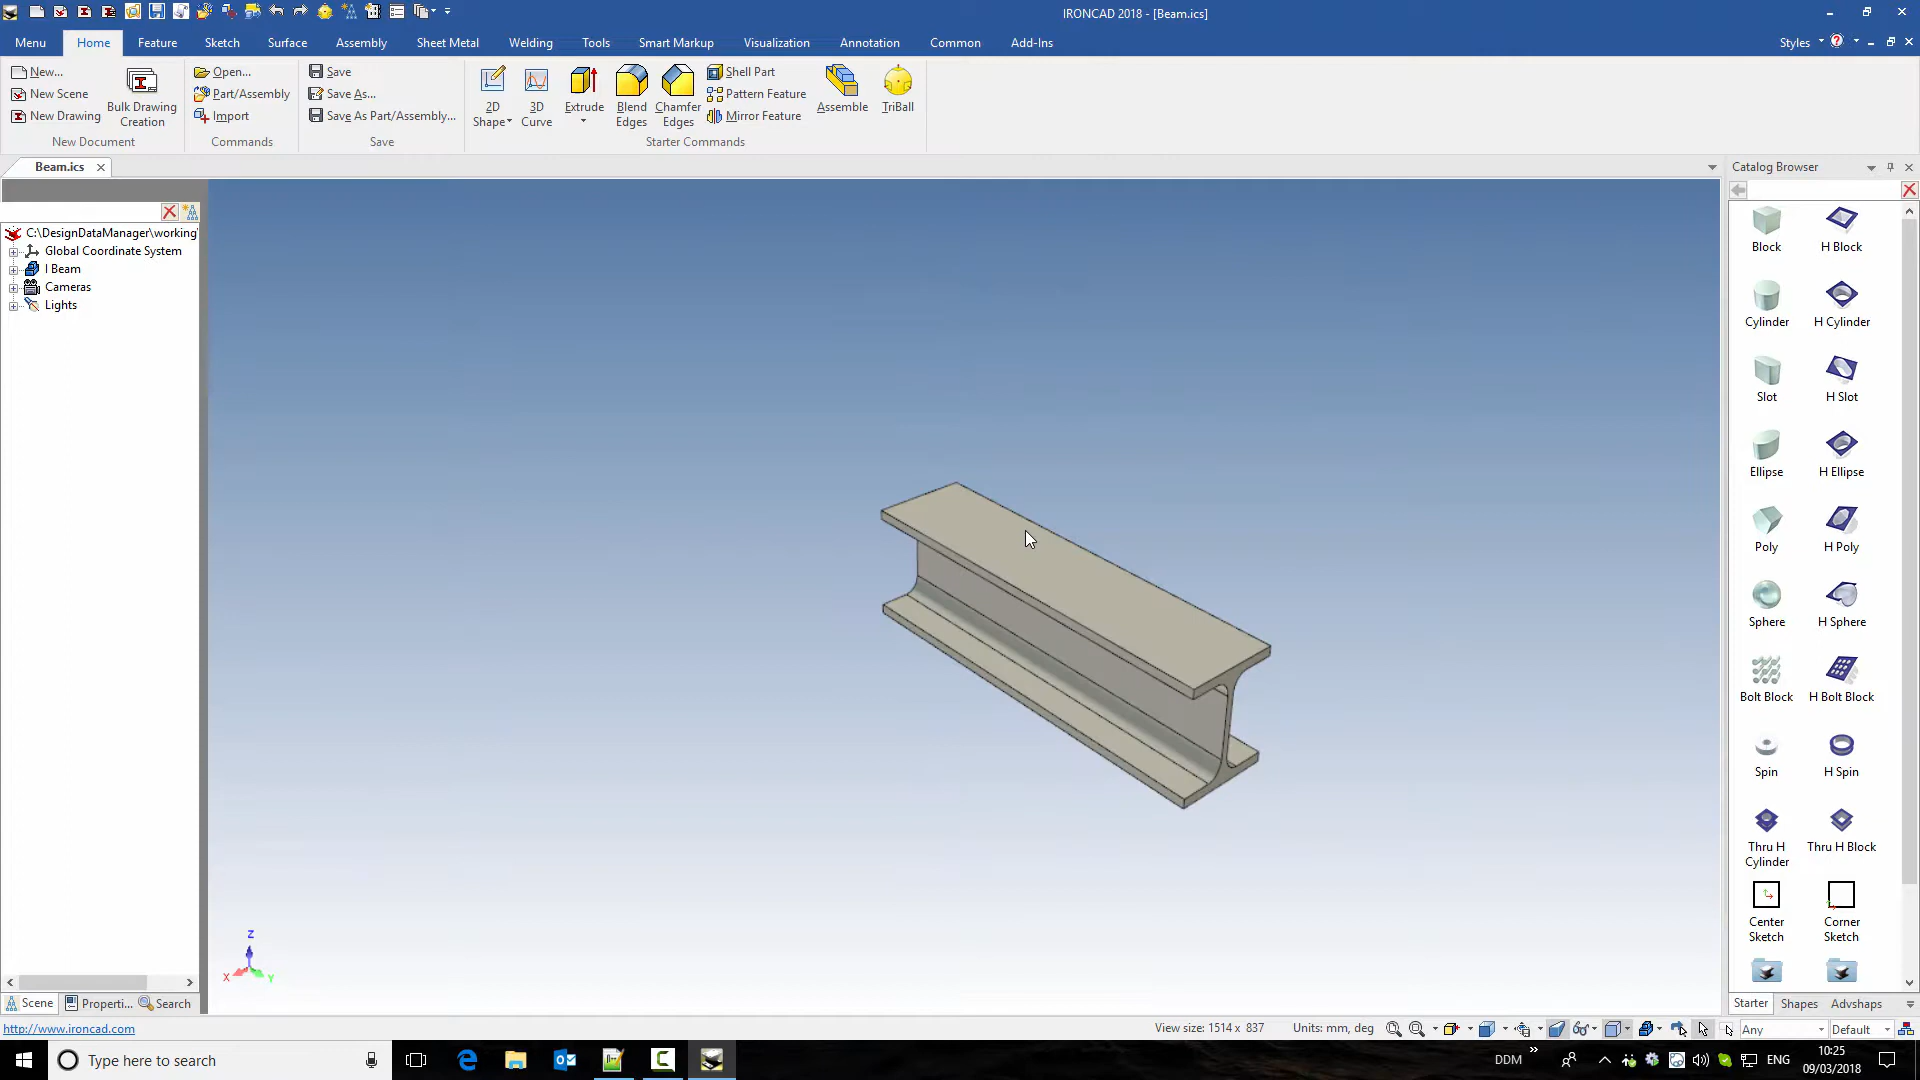 IRONCAD 2018 - [Beam.ics]
Menu
Home
Feature
Sketch
Surface
Assembly
Sheet Metal
Welding
Tools
Smart Markup
Visualization
Annotation
Common
Add-Ins
Styles
New...
New Scene
New Drawing
Bulk Drawing
Creation
New Document
Open...
Part/Assembly
Import
Commands
Save
Save As...
Save As Part/Assembly...
Save
2D
Shape
3D
Curve
Extrude
Blend
Edges
Chamfer
Edges
Shell Part
Pattern Feature
Mirror Feature
Assemble
TriBall
Starter Commands
Beam.ics
Catalog Browser
C:\DesignDataManager\working\
Global Coordinate System
I Beam
Cameras
Lights
Block
H Block
Cylinder
H Cylinder
Slot
H Slot
Ellipse
H Ellipse
Poly
H Poly
Sphere
H Sphere
Bolt Block
H Bolt Block
Spin
H Spin
Thru H
Cylinder
Thru H Block
Center
Sketch
Corner
Sketch
Z
X
Y
Scene
Properti...
Search
Starter
Shapes
Advshaps
http://www.ironcad.com
View size: 1514 x 837
Units: mm, deg
Any
Default
Type here to search
DDM
ENG
10:25
09/03/2018